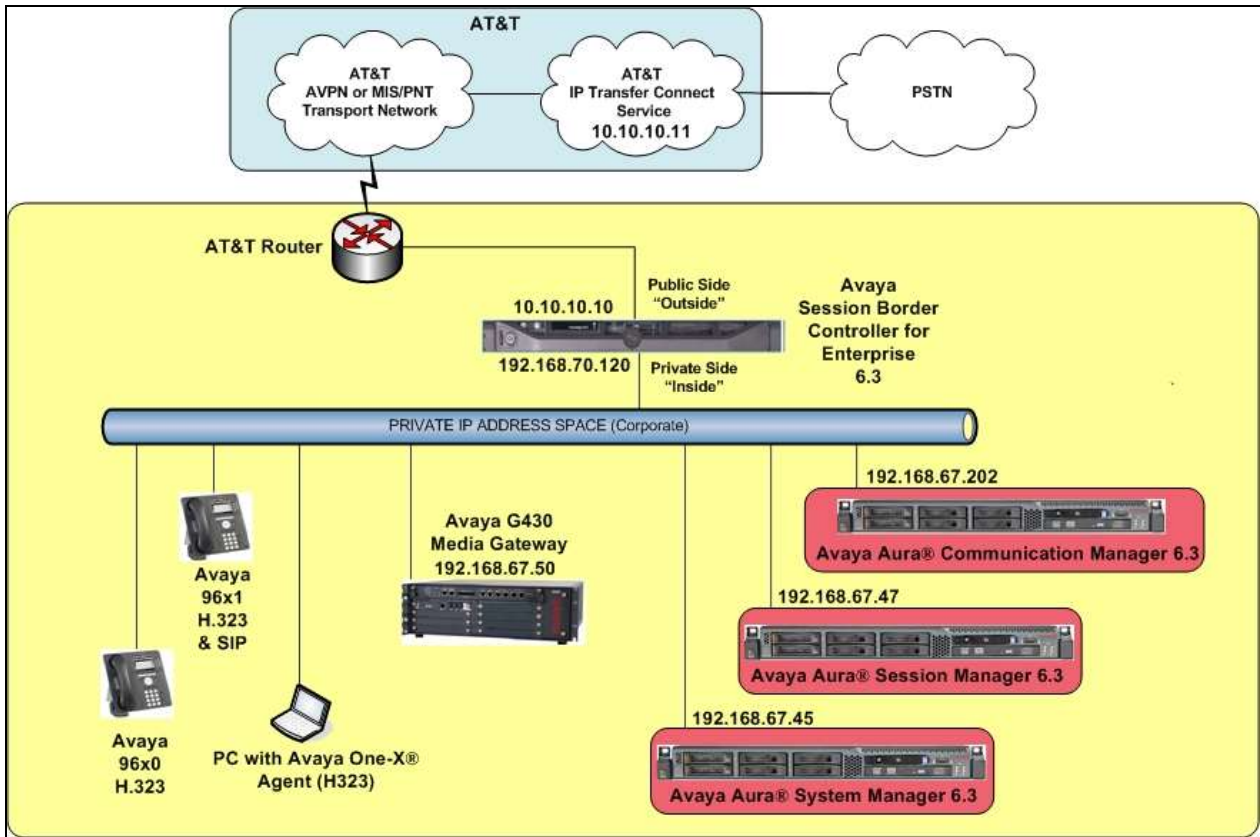 AT&T
AT&T
AVPN or MIS/PNT
Transport Network
AT&T
IP Transfer Connect
Service
10.10.10.11
PSTN
AT&T Router
Public Side
“Outside”
10.10.10.10
192.168.70.120
Private Side
“Inside”
Avaya
Session Border
Controller for
Enterprise
6.3
PRIVATE IP ADDRESS SPACE (Corporate)
Avaya
96x0
H.323
Avaya
96x1
H.323
& SIP
PC with Avaya One-X®
Agent (H323)
Avaya G430
Media Gateway
192.168.67.50
192.168.67.202
Avaya Aura® Communication Manager 6.3
192.168.67.47
Avaya Aura® Session Manager 6.3
192.168.67.45
Avaya Aura® System Manager 6.3